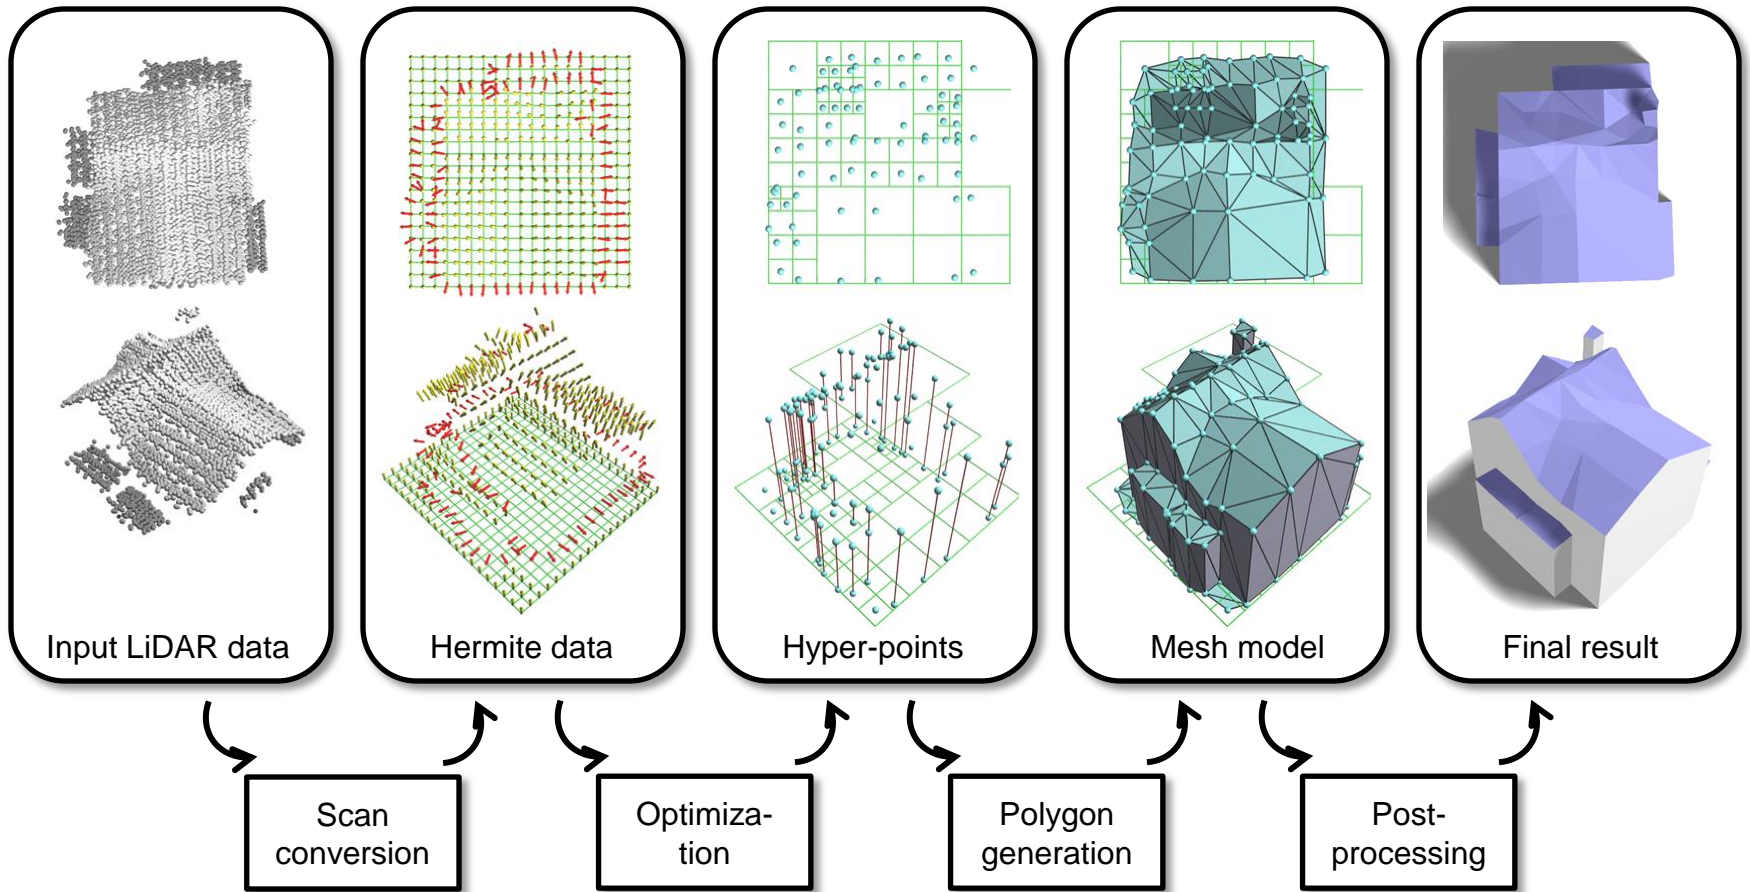 Input LiDAR data
Hermite data
Hyper-points
Mesh model
Final result
Scan
conversion
Optimiza-
tion
Polygon
generation
Post-
processing